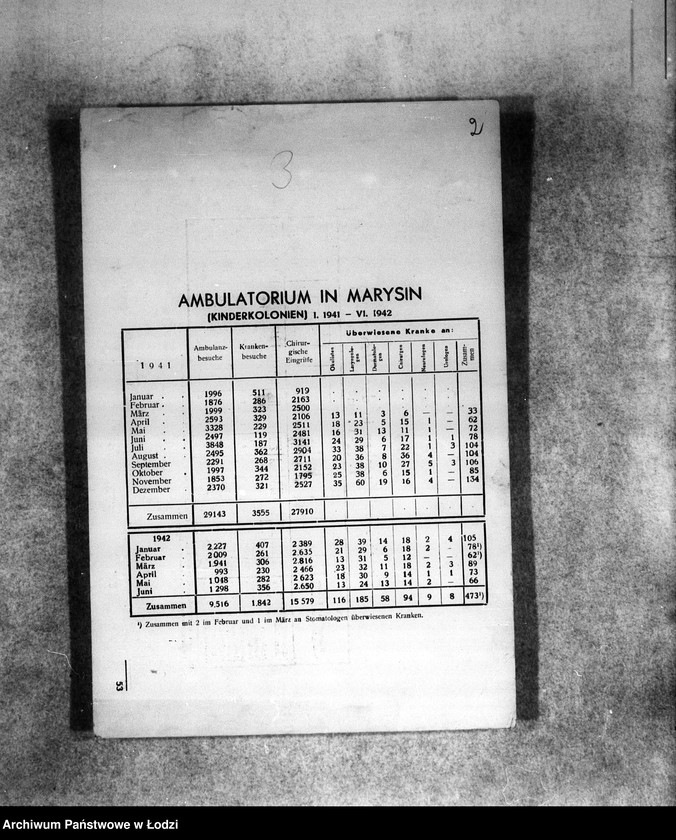 2
3
AMBULATORIUM IN MARYSIN
(KINDERKOLONIEN) I. 1941 – VI. 1942
1941 Ambulanz-besuche Kranken-besuche Chirur-gische Eingriffe Überwiesene Kranke an:
Okulisten Laryngolo-gen Dermatolo-gen Chirurgen Neurologen Urologen Zusam-men
Januar . . 1996 511 919 . . . . . . .
Februar . . 1876 286 2163 . . . . . . .
März . . 1999 323 2500 . . . . . . .
April . . 2593 329 2106 13 11 3 6 — — 33
Mai . . 3328 229 2511 18 23 5 15 1 — 62
Juni . . 2497 119 2481 16 31 13 11 1 — 72
Juli . . 3848 187 3141 24 29 6 17 1 1 78
August . . 2495 362 2904 33 38 7 22 1 3 104
September 2291 268 2711 20 36 8 36 4 — 104
Oktober . 1997 344 2152 23 38 10 27 5 3 106
November . 1853 272 1795 25 38 6 15 1 — 85
Dezember . 2370 321 2527 35 60 19 16 4 — 134
Zusammen 29143 3555 27910 . . . . . . .
1942
Januar . 2.227 407 2 389 28 39 14 18 2 4 105
Februar . 2 009 261 2.635 21 29 6 18 2 - 78¹)
März . 1.941 306 2.816 13 31 5 12 — — 62¹)
April . 993 230 2 466 23 32 11 18 2 3 89
Mai . 1 048 282 2 623 18 30 9 14 1 1 73
Juni . 1 298 356 2.650 13 24 13 14 2 — 66
Zusammen 9.516 1.842 15 579 116 185 58 94 9 8 473¹)
¹) Zusammen mit 2 im Februar und 1 im März an Stomatologen überwiesenen Kranken.
53
Archiwum Państwowe w Łodzi